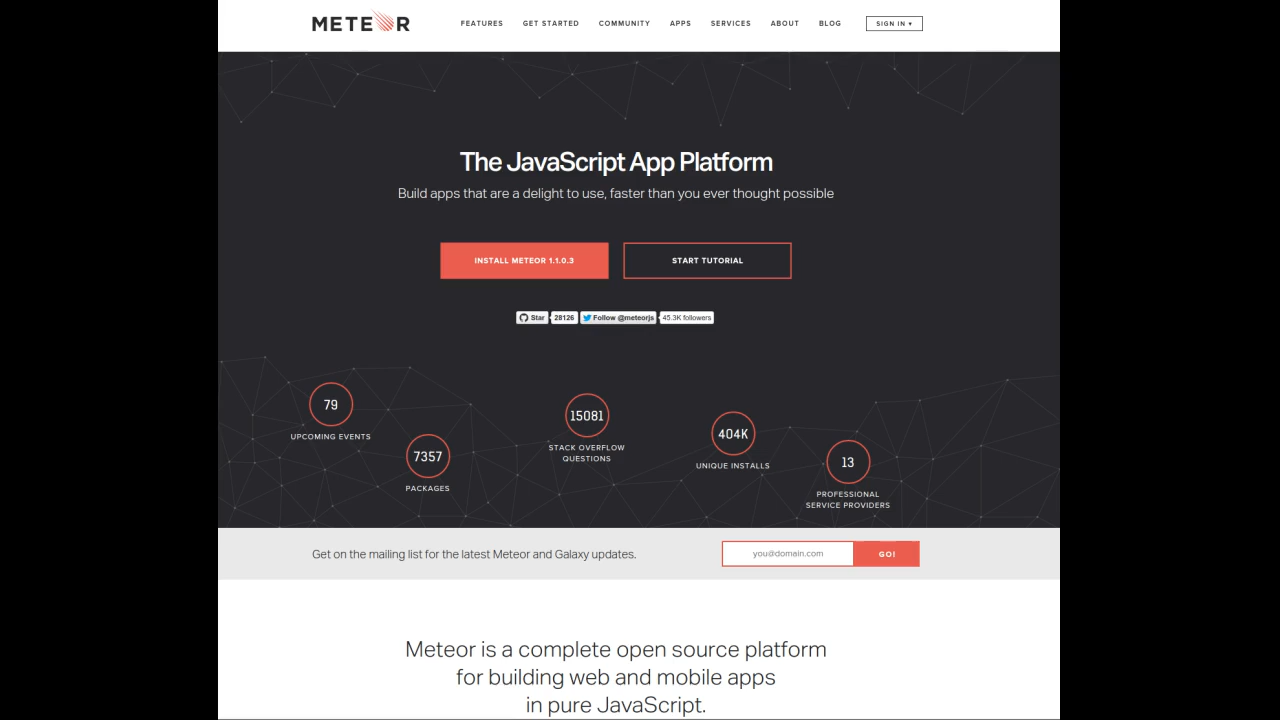 METEOR
FEATURES GET STARTED COMMUNITY APPS SERVICES ABOUT BLOG SIGN IN ▾
The JavaScript App Platform
Build apps that are a delight to use, faster than you ever thought possible
INSTALL METEOR 1.1.0.3
START TUTORIAL
Star 28126 Follow @meteorjs 45.3K followers
79
UPCOMING EVENTS
7357
PACKAGES
15081
STACK OVERFLOW
QUESTIONS
404K
UNIQUE INSTALLS
13
PROFESSIONAL
SERVICE PROVIDERS
Get on the mailing list for the latest Meteor and Galaxy updates.
you@domain.com
GO!
Meteor is a complete open source platform
for building web and mobile apps
in pure JavaScript.